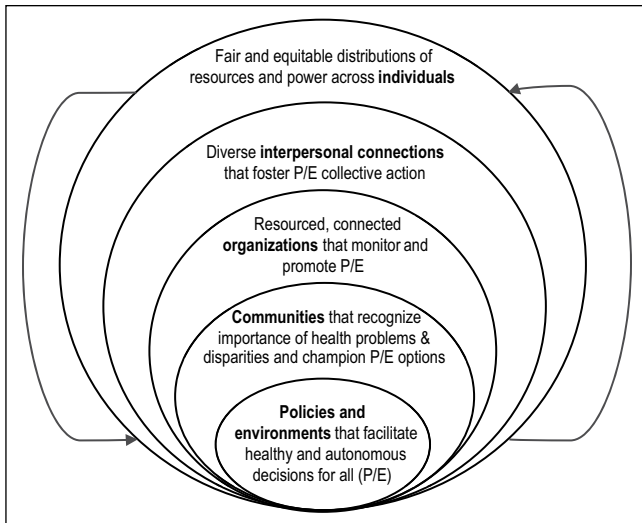 Fair and equitable distributions of
resources and power across individuals
Diverse interpersonal connections
that foster P/E collective action
Resourced, connected
organizations that monitor and
promote P/E
Communities that recognize
importance of health problems &
disparities and champion P/E options
Policies and
environments that facilitate
healthy and autonomous
decisions for all (P/E)